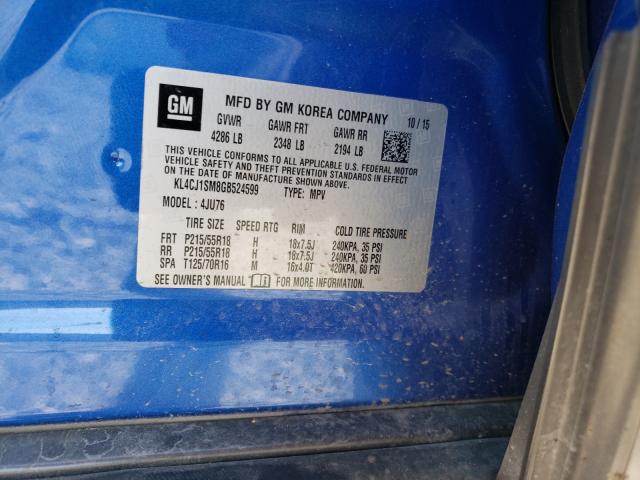 GM
MFD BY GM KOREA COMPANY 10 / 15
GVWR GAWR FRT GAWR RR
4286 LB 2348 LB 2194 LB
THIS VEHICLE CONFORMS TO ALL APPLICABLE U.S. FEDERAL MOTOR
VEHICLE SAFETY AND THEFT PREVENTION STANDARDS IN EFFECT
ON THE DATE OF MANUFACTURE SHOWN ABOVE.
KL4CJ1SM8GB524599 TYPE: MPV
MODEL : 4JU76
TIRE SIZE SPEED RTG RIM COLD TIRE PRESSURE
FRT P215/55R18 H 18x7.5J 240KPA, 35 PSI
RR P215/55R18 H 18x7.5J 240KPA, 35 PSI
SPA T125/70R16 M 16x4.0T 420KPA, 60 PSI
SEE OWNER'S MANUAL FOR MORE INFORMATION.